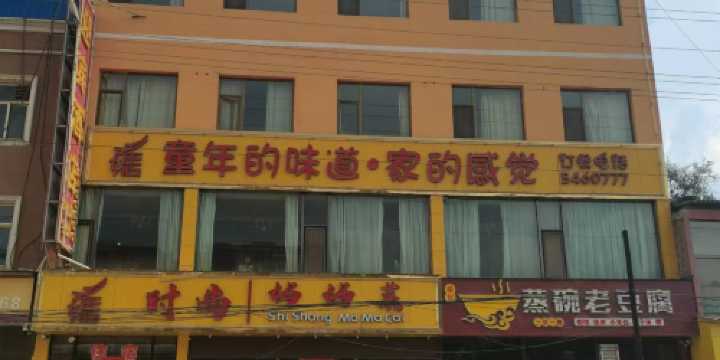 童年的味道·家的感觉
订餐电话
5460777
时尚 妈妈菜
Shi Shang Ma Ma Cai
蒸碗老豆腐
68